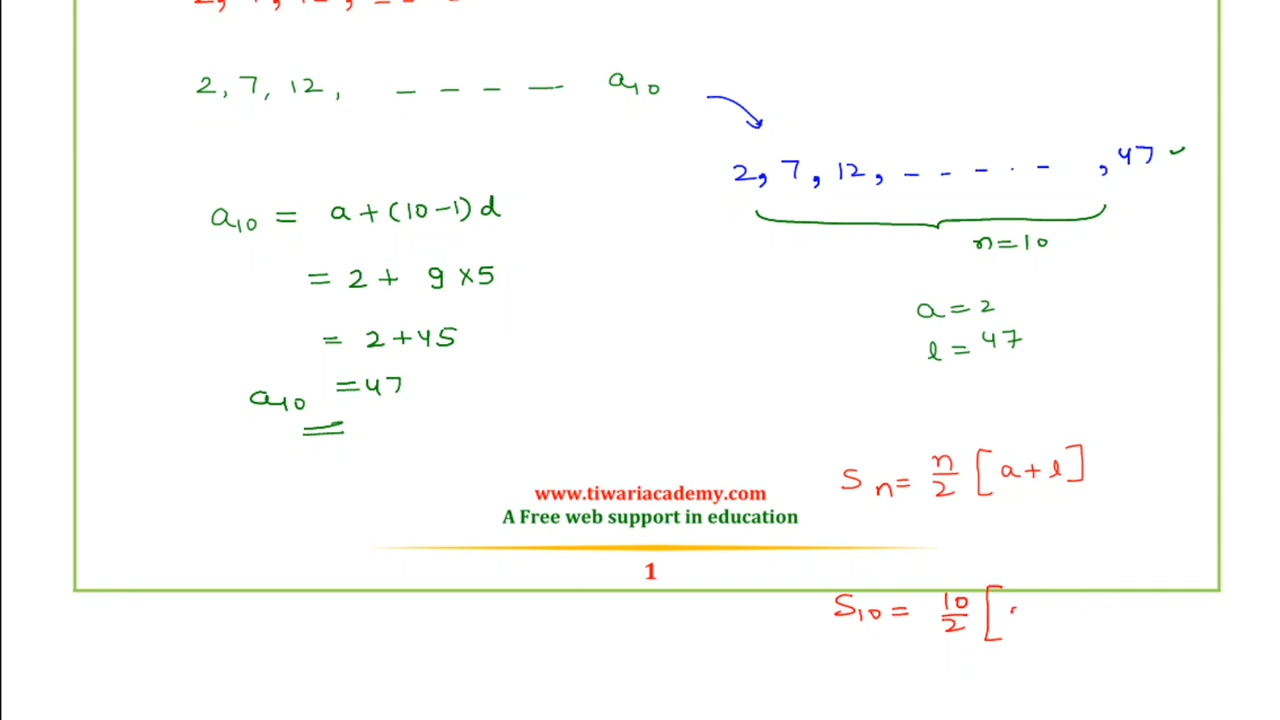 2, 7, 12, _ _ _ _ a10
2, 7, 12, _ _ _ . _ , 47
a10 = a + (10-1) d
n=10
= 2 + 9 x5
a = 2
l = 47
= 2 +45
a10 =47
Sn = n/2 [a + l]
www.tiwariacademy.com
A Free web support in education
1
S10 = 10/2 [